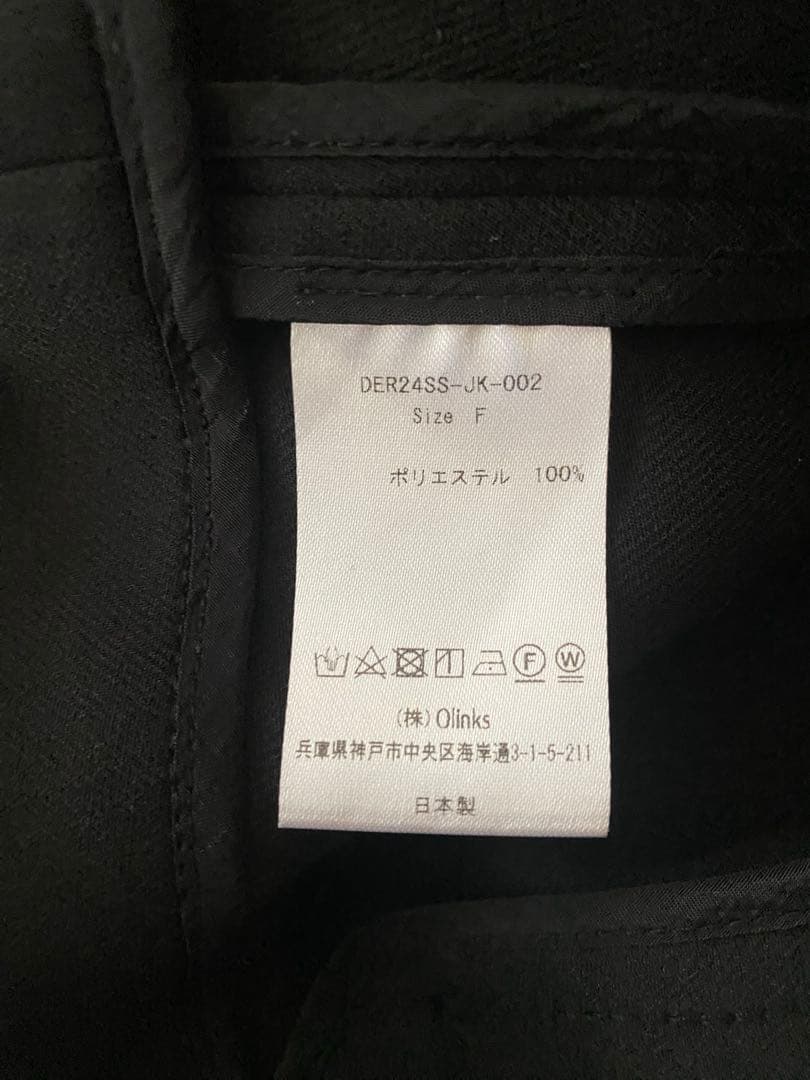 DER24SS-JK-002
Size F
ポリエステル 100%
F W
(株)Olinks
兵庫県神戸市中央区海岸通3-1-5-211
日本製